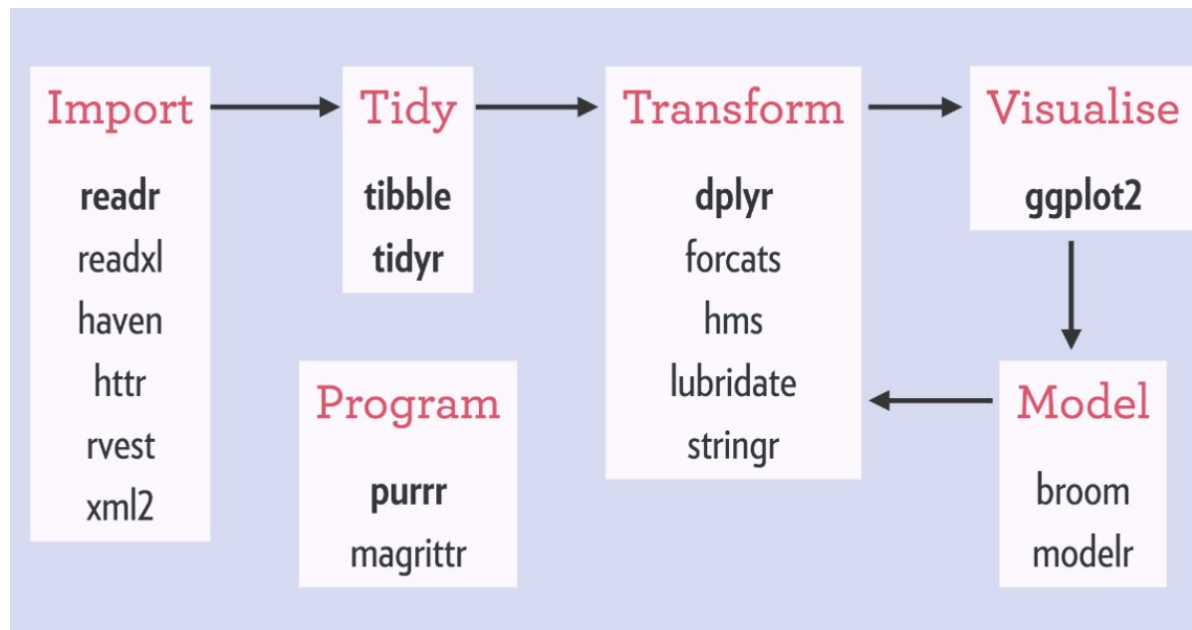 Import
readr
readxl
haven
httr
rvest
xml2
Tidy
tibble
tidyr
Program
purrr
magrittr
Transform
dplyr
forcats
hms
lubridate
stringr
Visualise
ggplot2
Model
broom
modelr